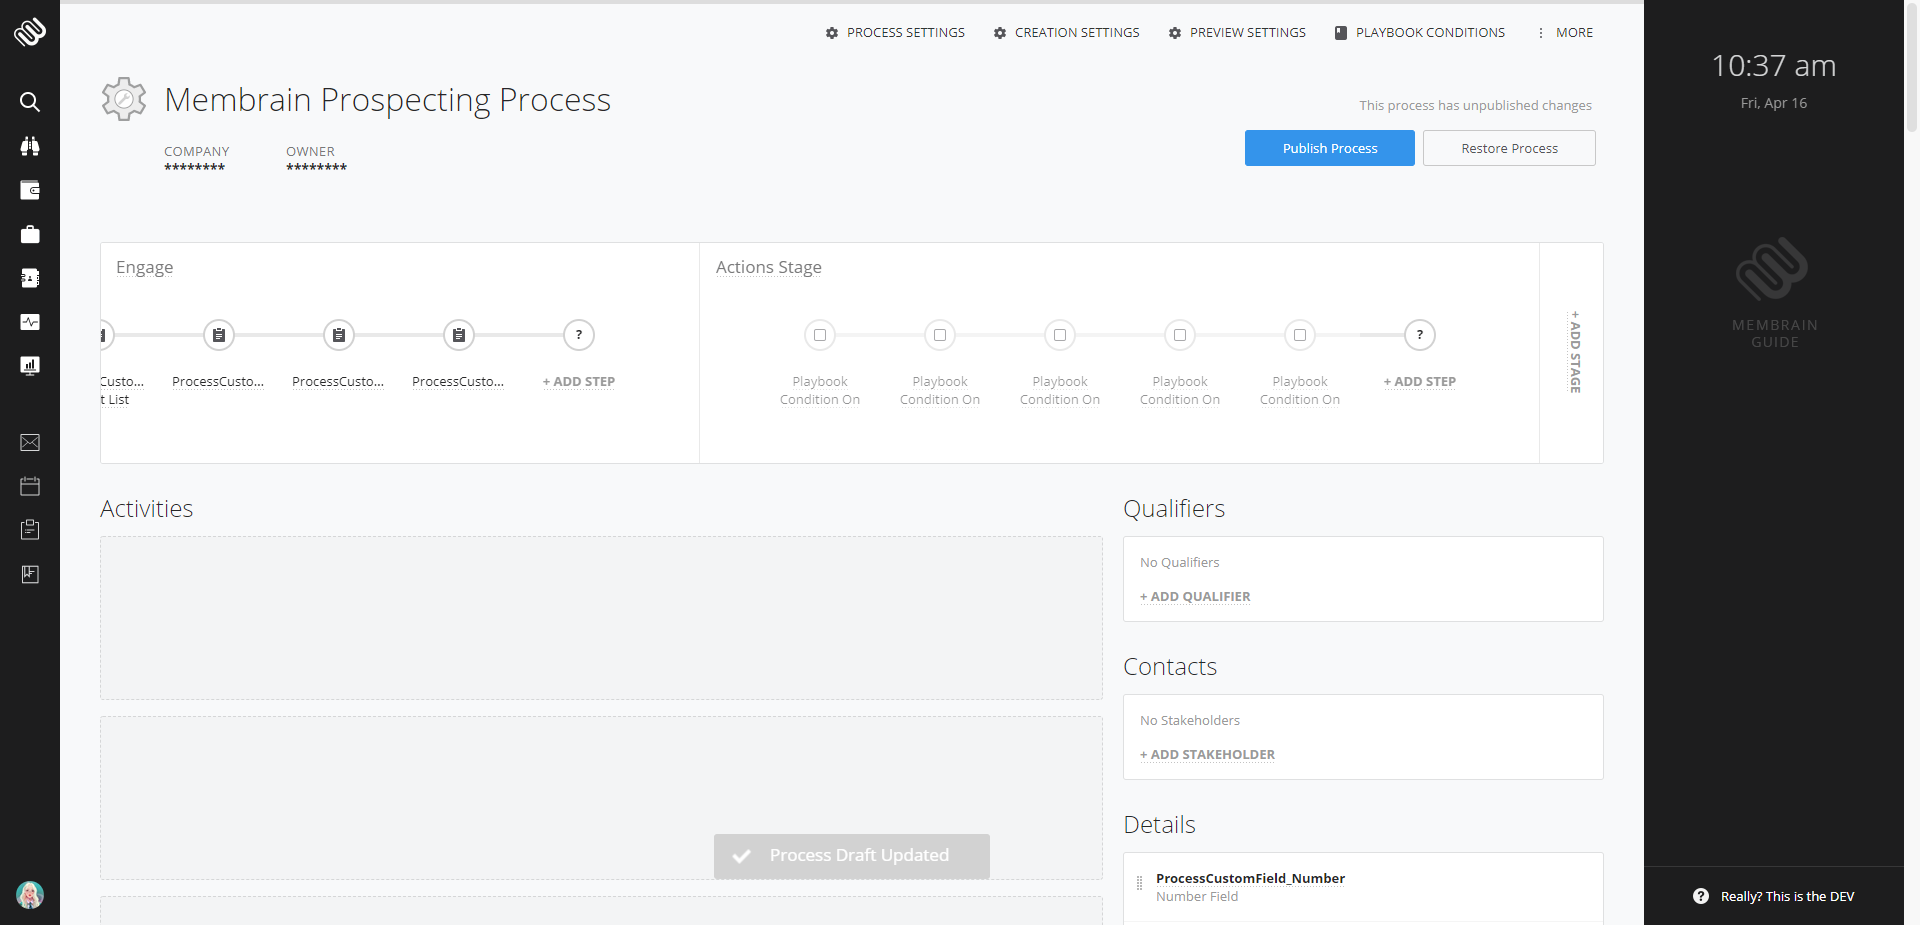 PROCESS SETTINGS
CREATION SETTINGS
PREVIEW SETTINGS
PLAYBOOK CONDITIONS
MORE
10:37 am
Fri, Apr 16
Membrain Prospecting Process
This process has unpublished changes
COMPANY
********
OWNER
********
Publish Process
Restore Process
Engage
Actions Stage
?
?
Custo...
t List
ProcessCusto...
ProcessCusto...
ProcessCusto...
+ ADD STEP
Playbook
Condition On
Playbook
Condition On
Playbook
Condition On
Playbook
Condition On
Playbook
Condition On
+ ADD STEP
+ ADD STAGE
MEMBRAIN
GUIDE
Activities
Qualifiers
No Qualifiers
+ ADD QUALIFIER
Contacts
No Stakeholders
+ ADD STAKEHOLDER
Process Draft Updated
Details
ProcessCustomField_Number
Number Field
? Really? This is the DEV